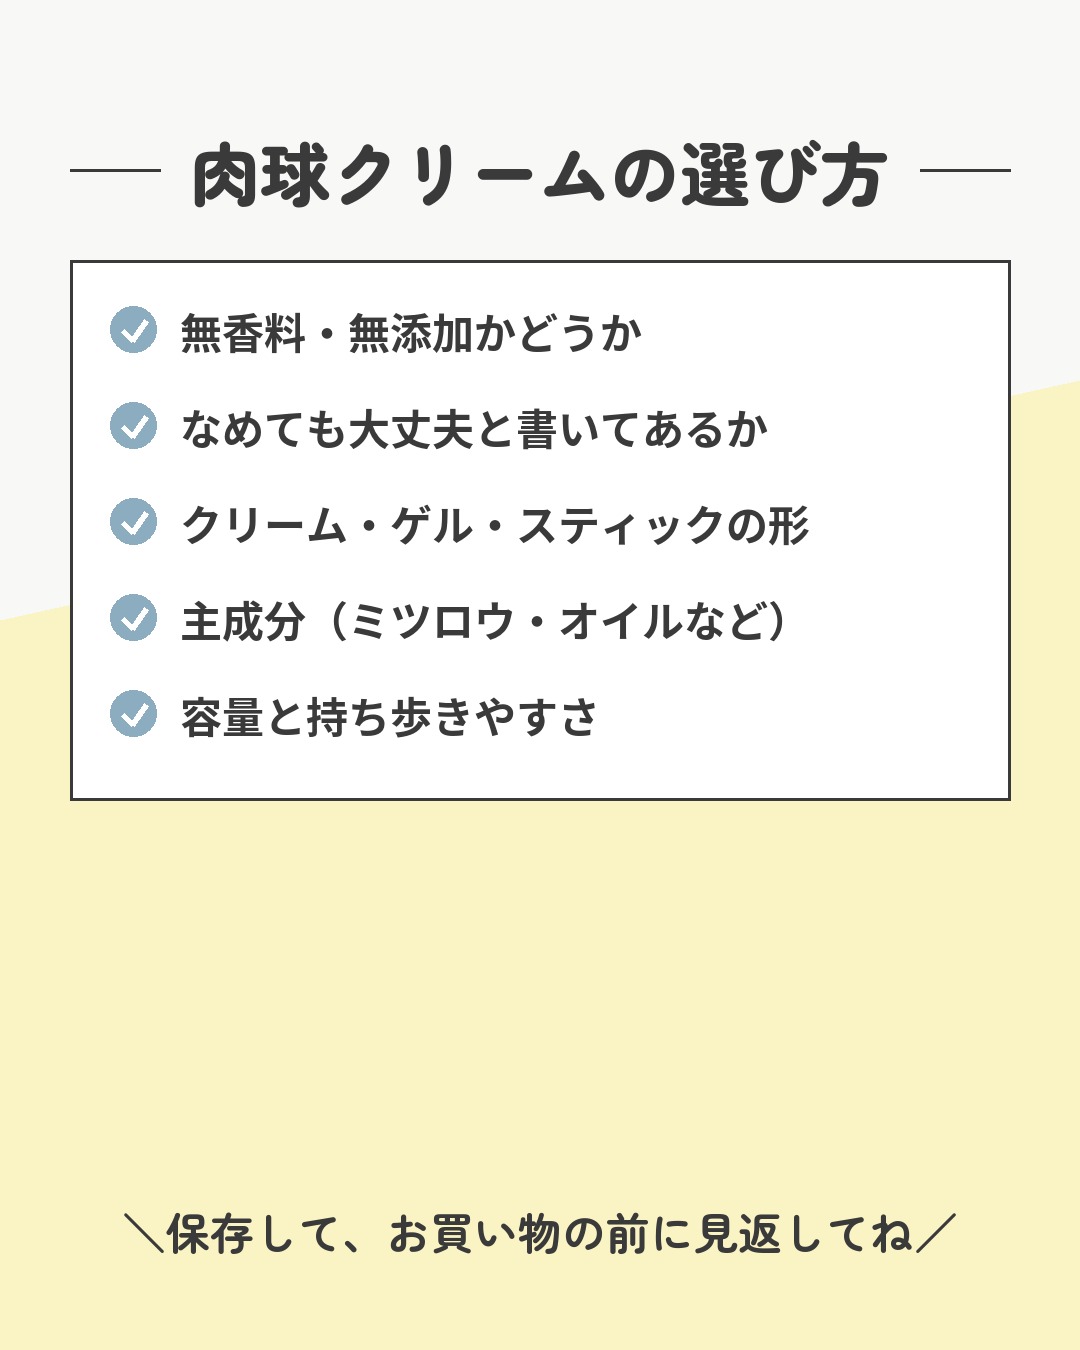 肉球クリームの選び方
無香料・無添加かどうか
なめても大丈夫と書いてあるか
クリーム・ゲル・スティックの形
主成分（ミツロウ・オイルなど）
容量と持ち歩きやすさ
＼保存して、お買い物の前に見返してね／